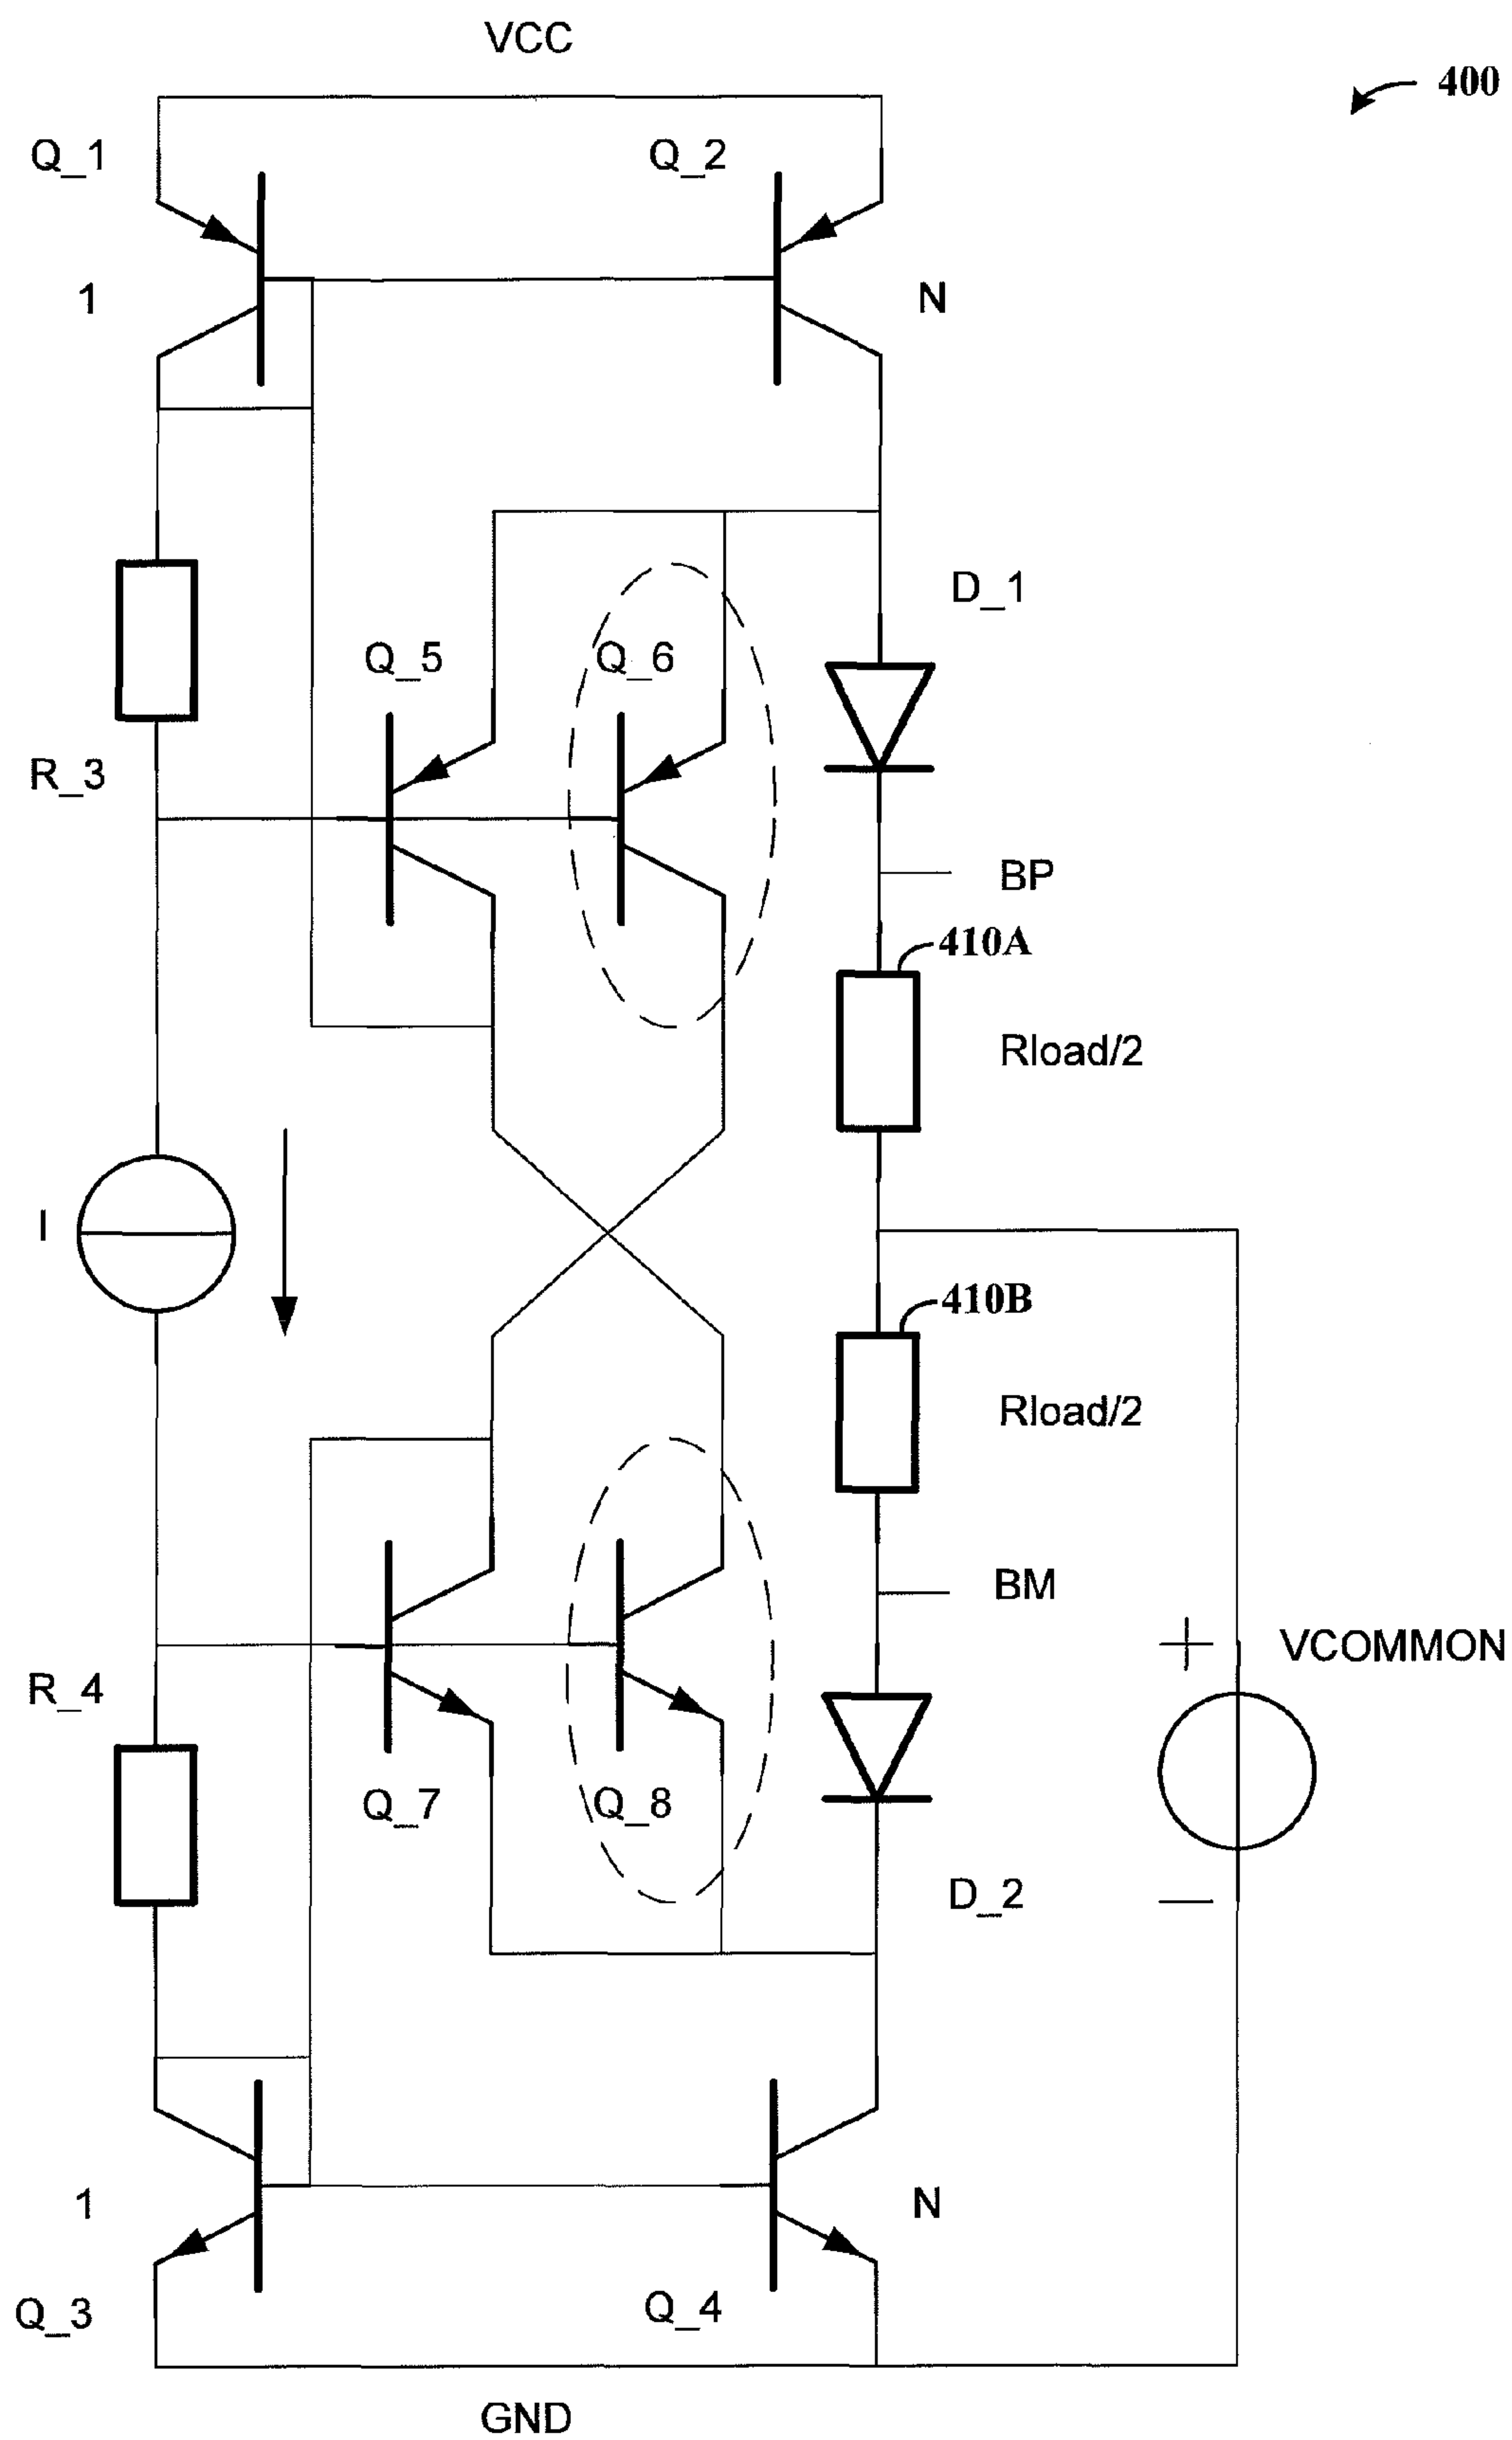 VCC
400
Q_1
Q_2
1
N
D_1
Q_5
Q_6
R_3
BP
410A
Rload/2
I
410B
Rload/2
BM
VCOMMON
R_4
Q_7
Q_8
D_2
1
N
Q_3
Q_4
GND